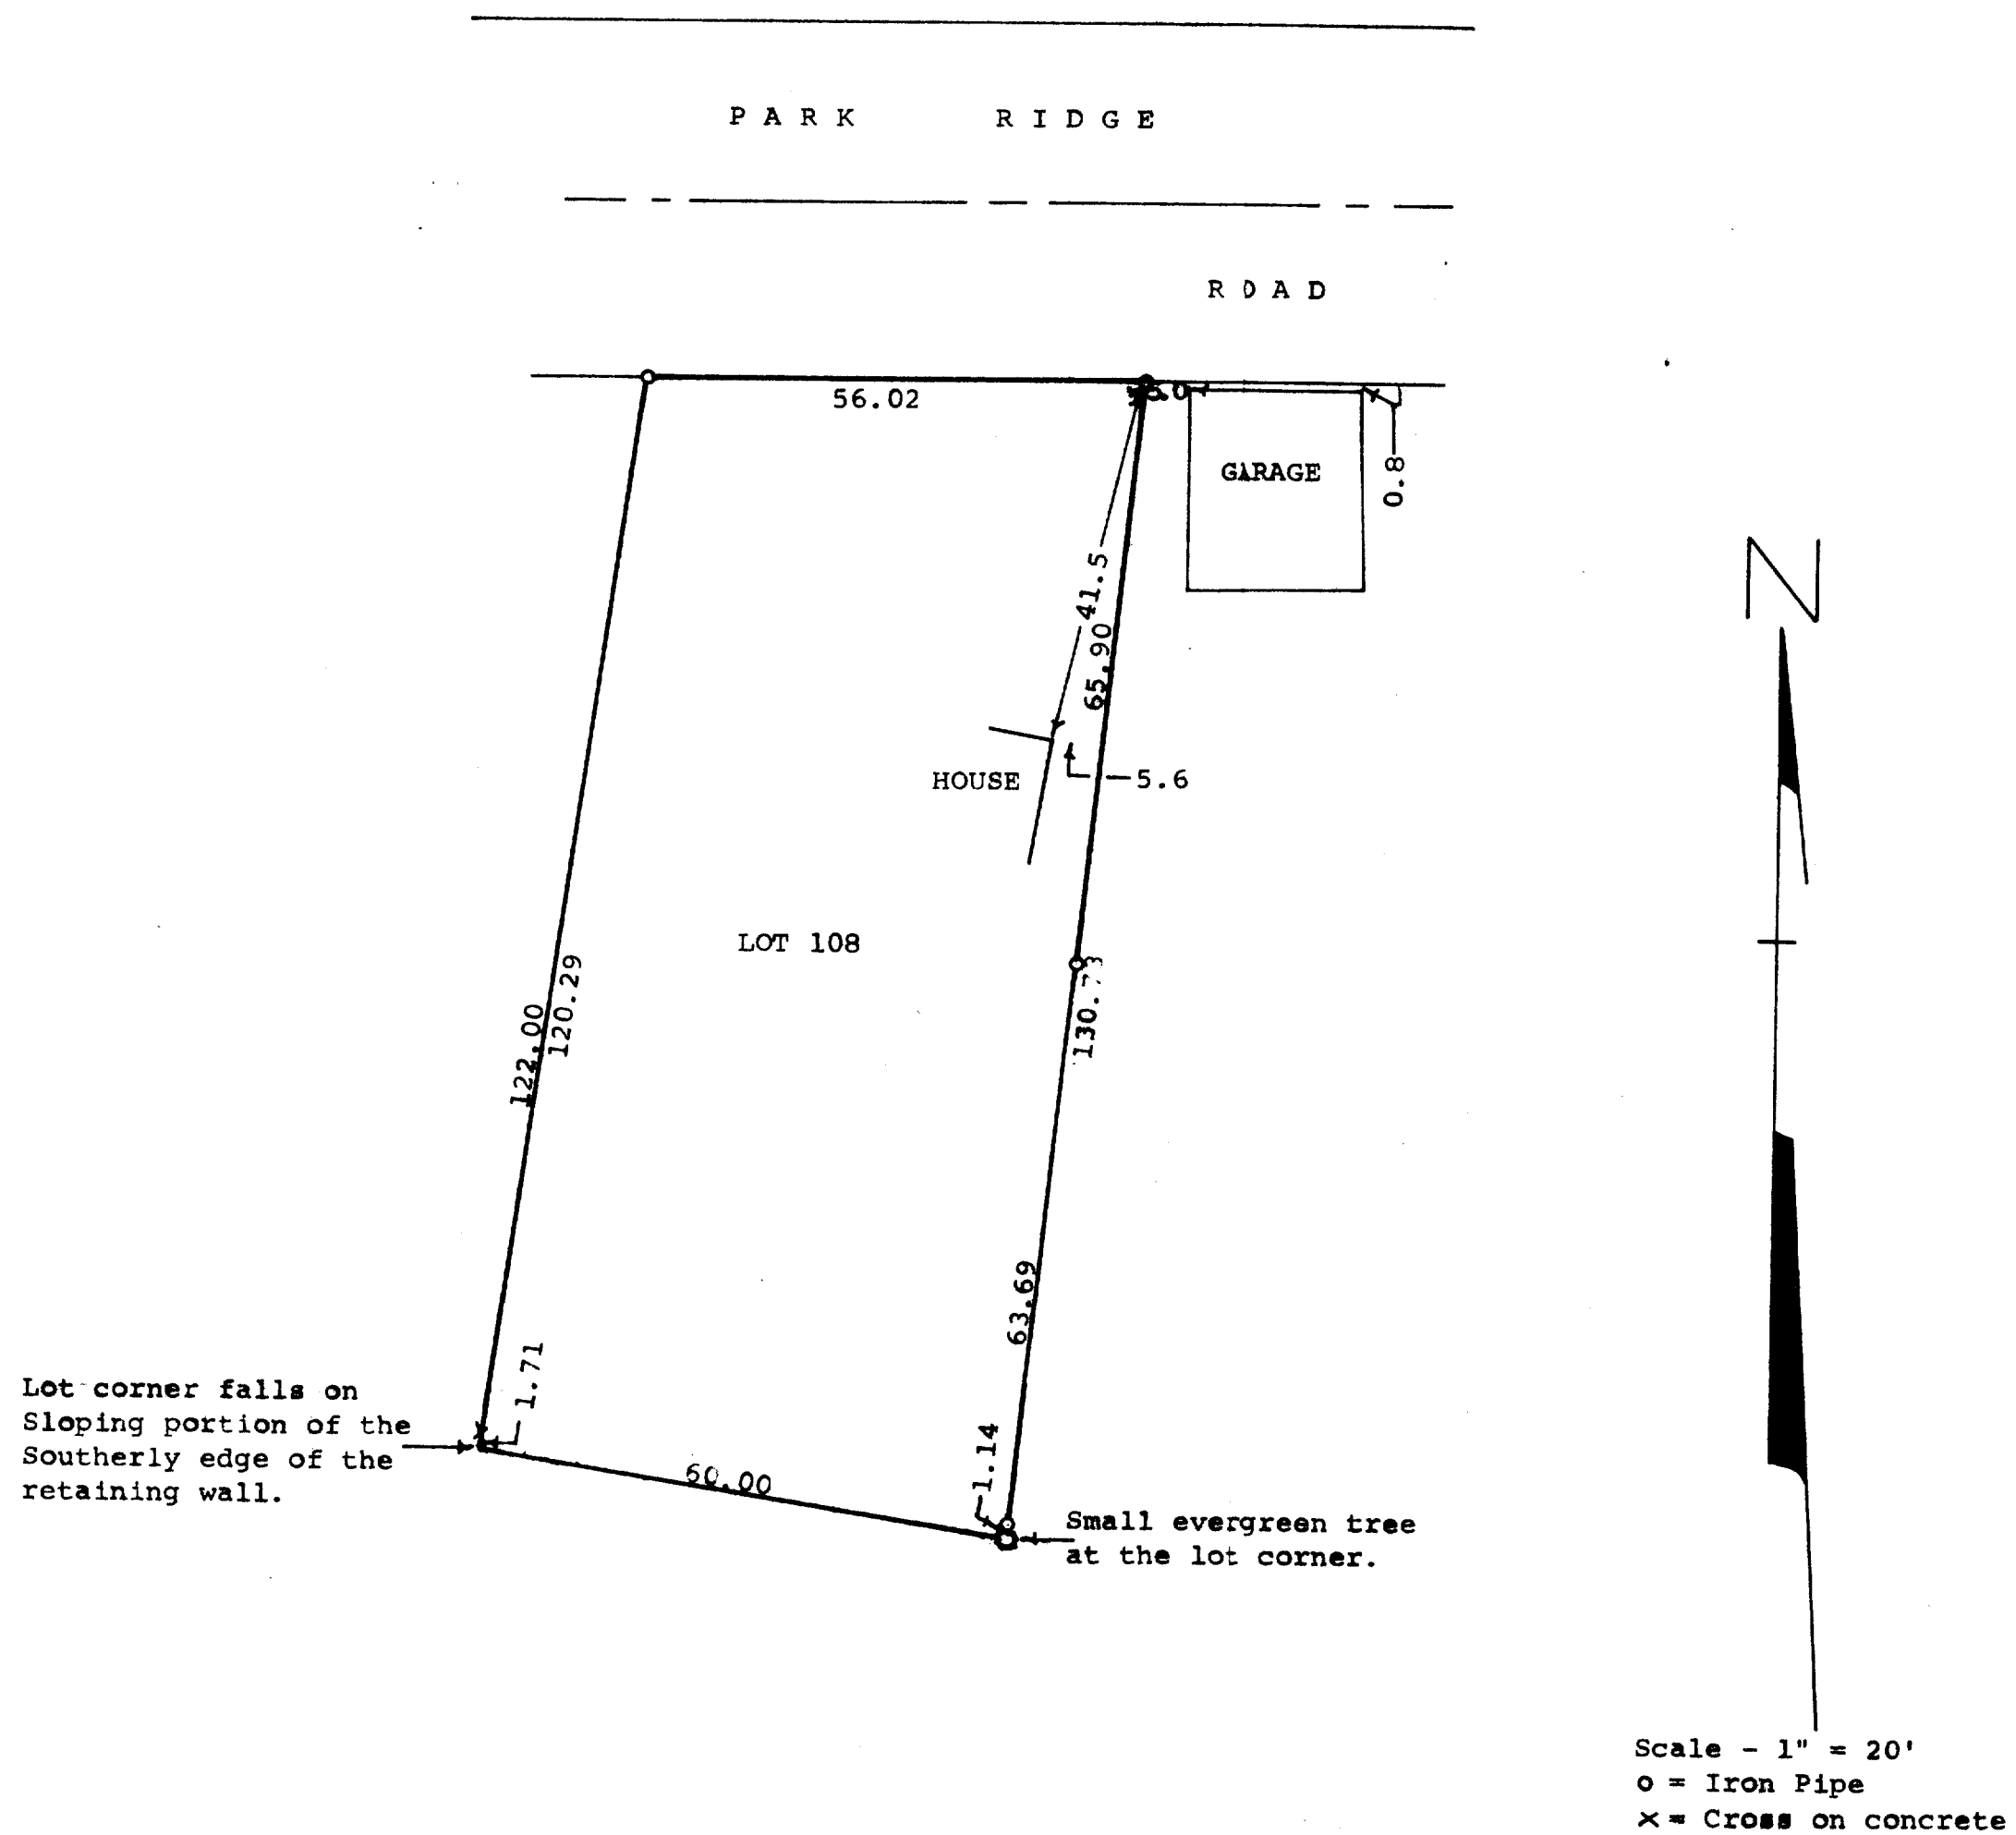 PARK RIDGE
ROAD
56.02
5.0
GARAGE
0.8
41.5
65.90
N
HOUSE
5.6
LOT 108
120.29
122.00
130.73
63.69
1.71
1.14
60.00
Lot corner falls on
Sloping portion of the
Southerly edge of the
retaining wall.
Small evergreen tree
at the lot corner.
Scale - 1" = 20'
o = Iron Pipe
x = Cross on concrete